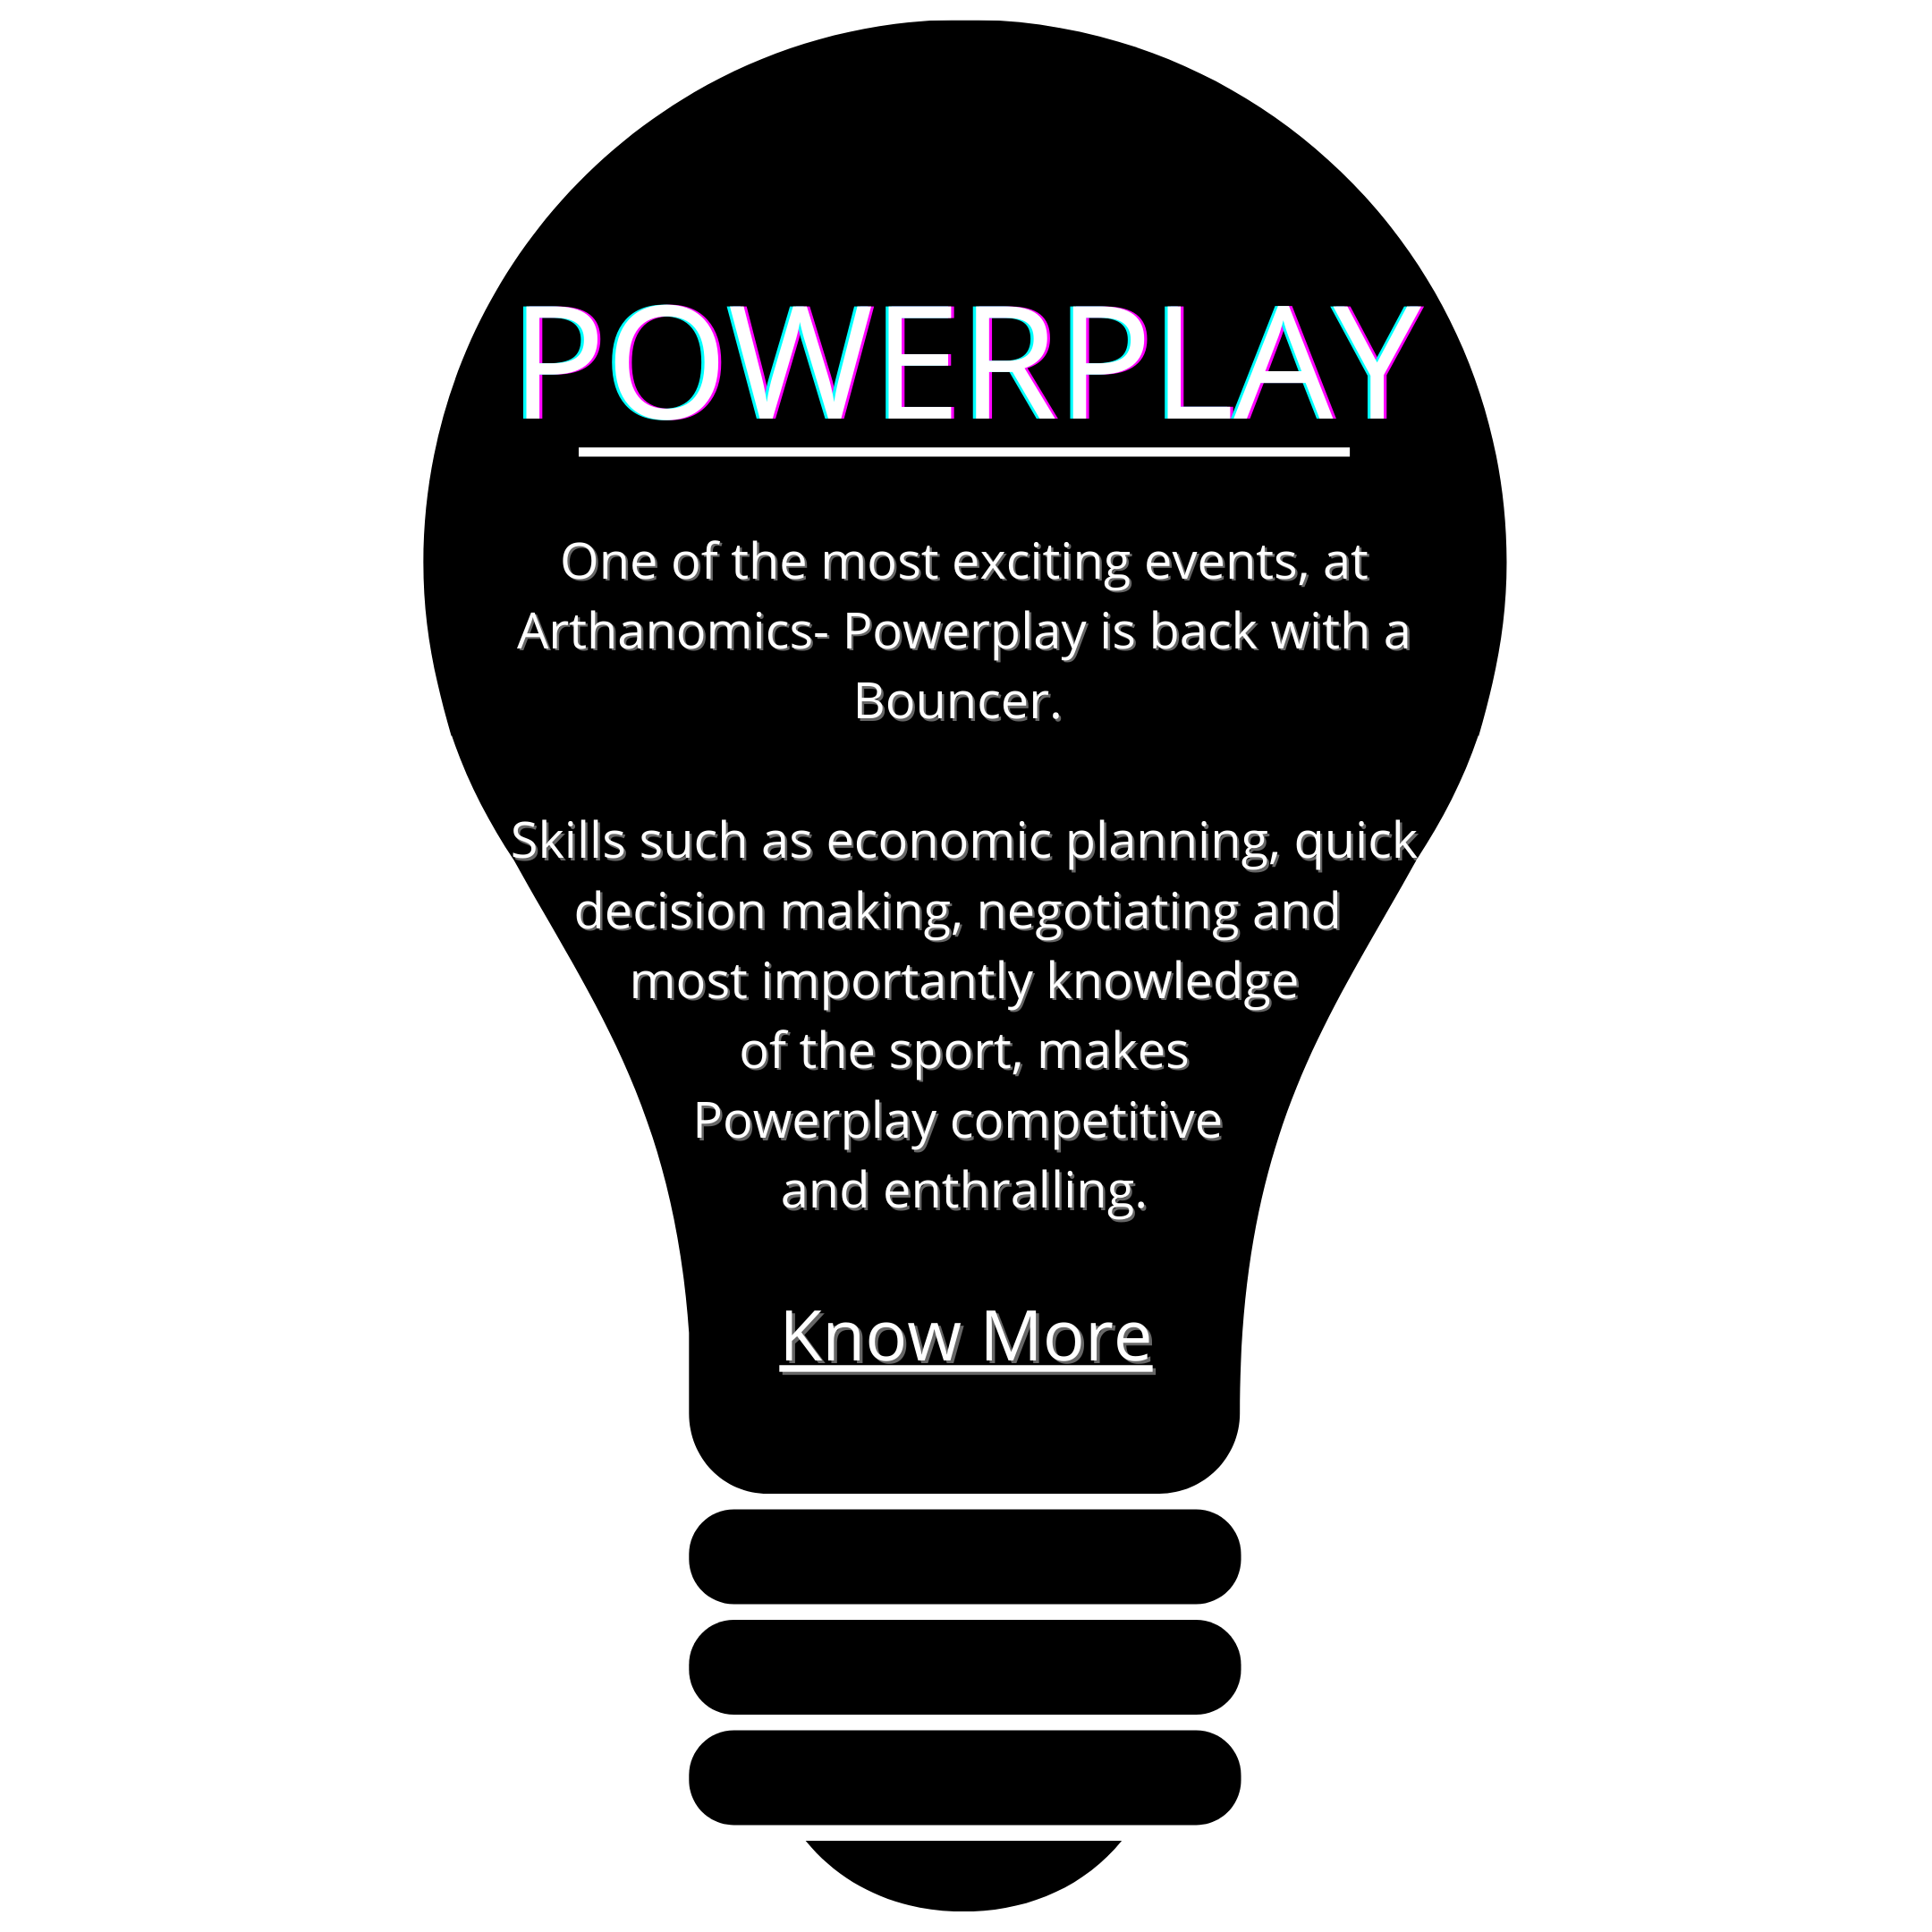 POWERPLAY
One of the most exciting events, at
Arthanomics- Powerplay is back with a
Bouncer.
Skills such as economic planning, quick
decision making, negotiating and
most importantly knowledge
of the sport, makes
Powerplay competitive
and enthralling.
Know More